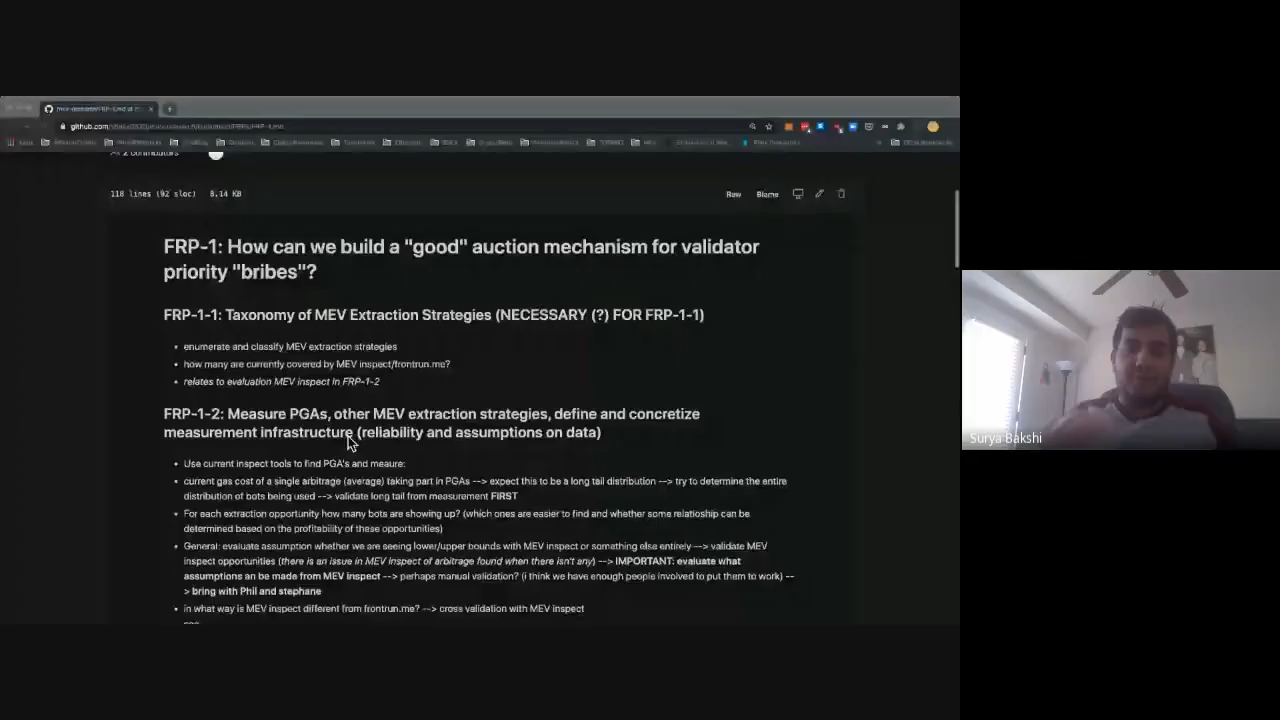 github.com
2 contributors
118 lines (92 sloc) 8.14 KB
Raw Blame
FRP-1: How can we build a "good" auction mechanism for validator
priority "bribes"?
FRP-1-1: Taxonomy of MEV Extraction Strategies (NECESSARY (?) FOR FRP-1-1)
• enumerate and classify MEV extraction strategies
• how many are currently covered by MEV inspect/frontrun.me?
• relates to evaluation MEV inspect in FRP-1-2
FRP-1-2: Measure PGAs, other MEV extraction strategies, define and concretize
measurement infrastructure (reliability and assumptions on data)
• Use current inspect tools to find PGA's and meaure:
• current gas cost of a single arbitrage (average) taking part in PGAs --> expect this to be a long tail distribution --> try to determine the entire
distribution of bots being used --> validate long tail from measurement FIRST
• For each extraction opportunity how many bots are showing up? (which ones are easier to find and whether some relatioship can be
determined based on the profitability of these opportunities)
• General: evaluate assumption whether we are seeing lower/upper bounds with MEV inspect or something else entirely --> validate MEV
inspect opportunities (there is an issue in MEV inspect of arbitrage found when there isn't any) --> IMPORTANT: evaluate what
assumptions an be made from MEV inspect --> perhaps manual validation? (i think we have enough people involved to put them to work) --
> bring with Phil and stephane
• in what way is MEV inspect different from frontrun.me? --> cross validation with MEV inspect
Surya Bakshi